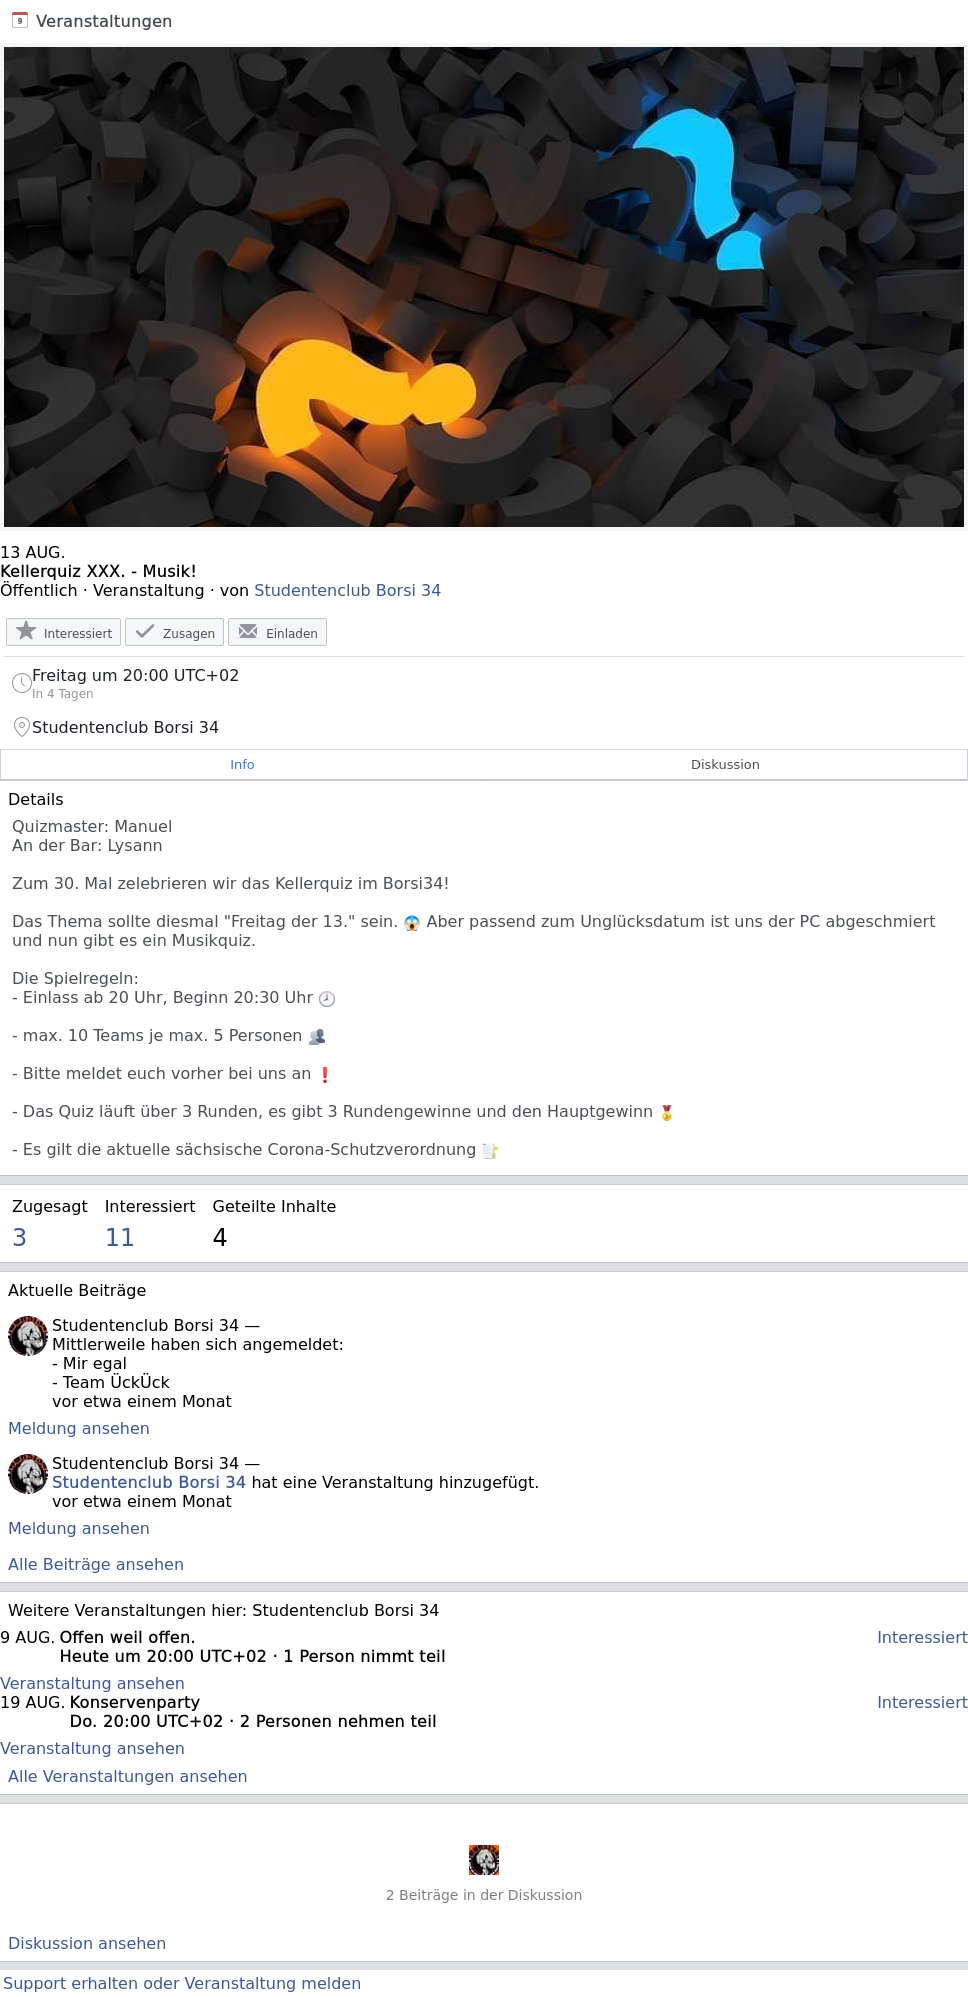 9 Veranstaltungen
13 AUG.
Kellerquiz XXX. - Musik!
Öffentlich · Veranstaltung · von Studentenclub Borsi 34
Interessiert Zusagen Einladen
Freitag um 20:00 UTC+02
In 4 Tagen
Studentenclub Borsi 34
Info Diskussion
Details
Quizmaster: Manuel
An der Bar: Lysann
Zum 30. Mal zelebrieren wir das Kellerquiz im Borsi34!
Das Thema sollte diesmal "Freitag der 13." sein. 😱 Aber passend zum Unglücksdatum ist uns der PC abgeschmiert
und nun gibt es ein Musikquiz.
Die Spielregeln:
- Einlass ab 20 Uhr, Beginn 20:30 Uhr 🕗
- max. 10 Teams je max. 5 Personen 👥
- Bitte meldet euch vorher bei uns an ❗
- Das Quiz läuft über 3 Runden, es gibt 3 Rundengewinne und den Hauptgewinn 🏅
- Es gilt die aktuelle sächsische Corona-Schutzverordnung 📑
Zugesagt Interessiert Geteilte Inhalte
3 11 4
Aktuelle Beiträge
Studentenclub Borsi 34 —
Mittlerweile haben sich angemeldet:
- Mir egal
- Team ÜckÜck
vor etwa einem Monat
Meldung ansehen
Studentenclub Borsi 34 —
Studentenclub Borsi 34 hat eine Veranstaltung hinzugefügt.
vor etwa einem Monat
Meldung ansehen
Alle Beiträge ansehen
Weitere Veranstaltungen hier: Studentenclub Borsi 34
9 AUG. Offen weil offen. Interessiert
Heute um 20:00 UTC+02 · 1 Person nimmt teil
Veranstaltung ansehen
19 AUG. Konservenparty Interessiert
Do. 20:00 UTC+02 · 2 Personen nehmen teil
Veranstaltung ansehen
Alle Veranstaltungen ansehen
2 Beiträge in der Diskussion
Diskussion ansehen
Support erhalten oder Veranstaltung melden